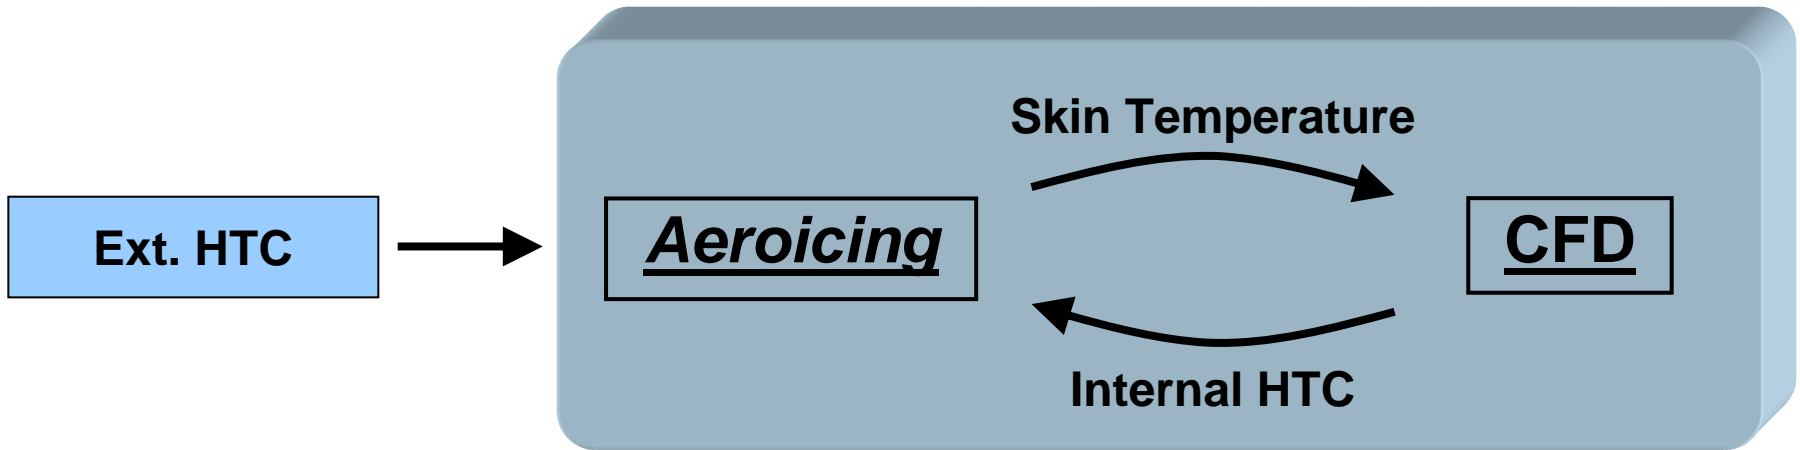 Skin Temperature
Ext. HTC
Aeroicing
CFD
Internal HTC